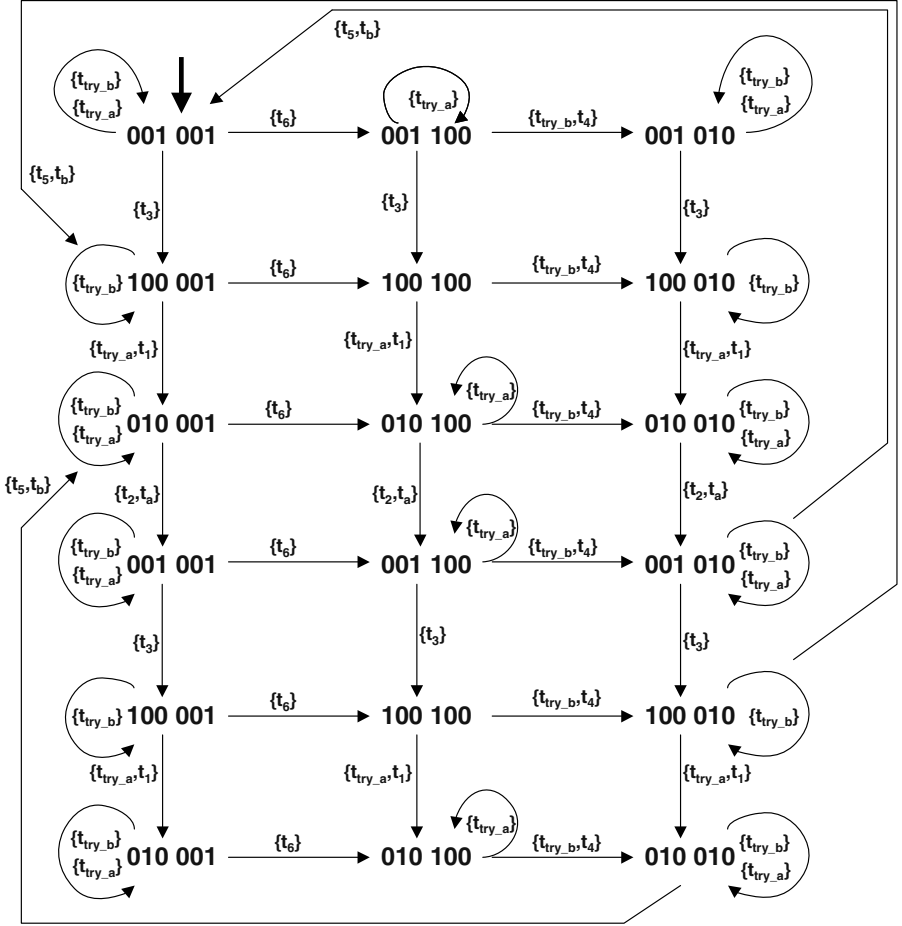 {t5,tb}
{ttry_b} {ttry_a} {ttry_b}
{ttry_a} {ttry_a}
001 001 {t6} 001 100 {ttry_b,t4} 001 010
{t5,tb}
{t3} {t3} {t3}
{ttry_b} 100 001 {t6} 100 100 {ttry_b,t4} 100 010 {ttry_b}
{ttry_a,t1} {ttry_a,t1} {ttry_a,t1}
{ttry_b} {ttry_a} {ttry_b}
{ttry_a} 010 001 {t6} 010 100 {ttry_b,t4} 010 010 {ttry_a}
{t5,tb} {t2,ta} {t2,ta} {t2,ta}
{ttry_b} {ttry_a} {ttry_b}
{ttry_a} 001 001 {t6} 001 100 {ttry_b,t4} 001 010 {ttry_a}
{t3} {t3} {t3}
{ttry_b} 100 001 {t6} 100 100 {ttry_b,t4} 100 010 {ttry_b}
{ttry_a,t1} {ttry_a,t1} {ttry_a,t1}
{ttry_b} {ttry_a} {ttry_b}
{ttry_a} 010 001 {t6} 010 100 {ttry_b,t4} 010 010 {ttry_a}